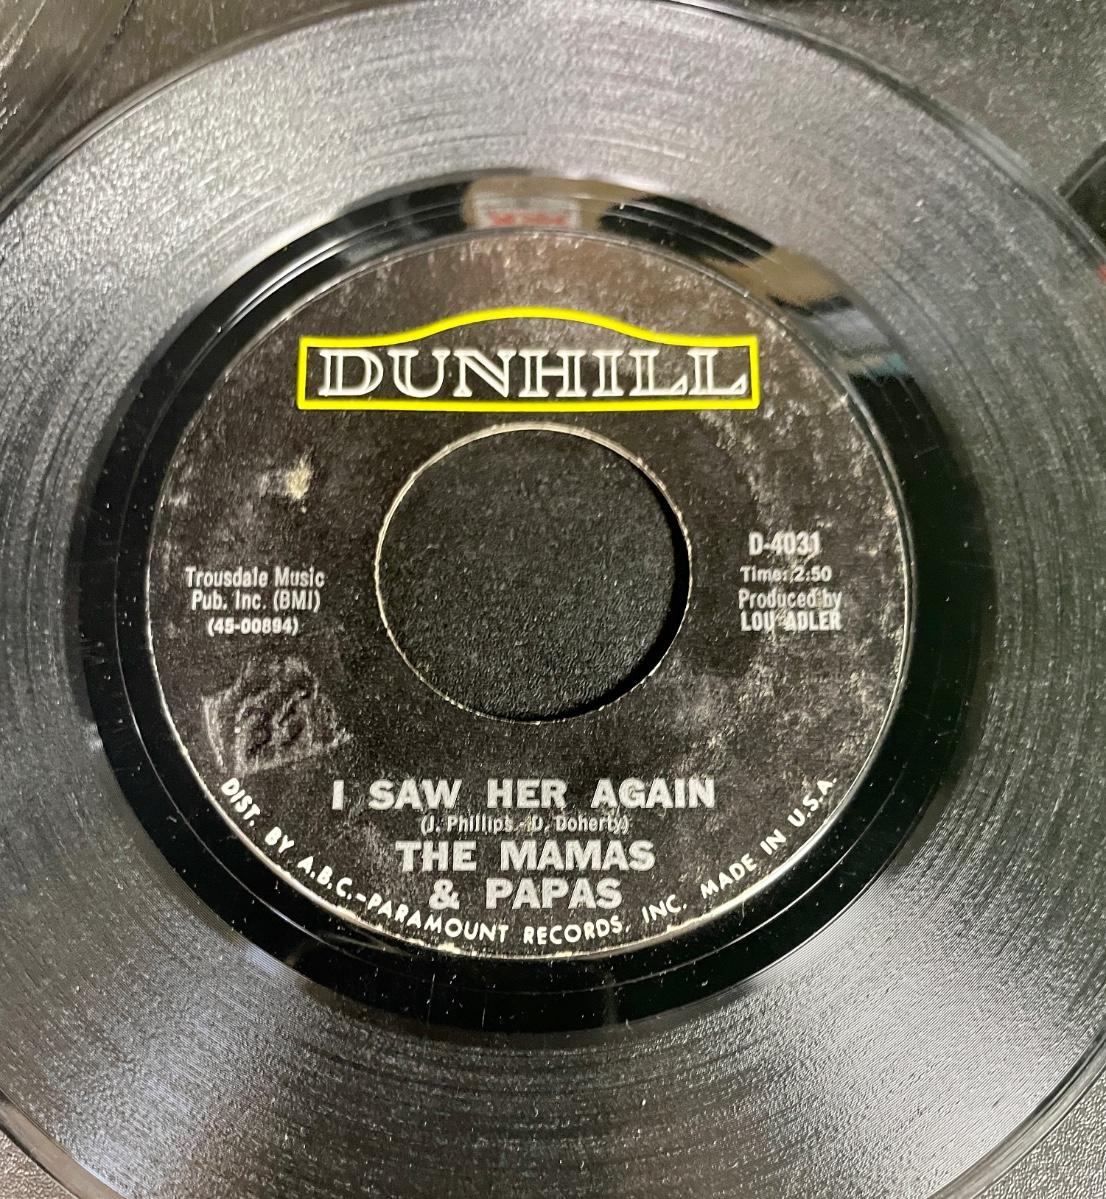 DUNHILL
Trousdale Music
Pub. Inc. (BMI)
(45-00894)
D-4031
Time: 2:50
Produced by
LOU ADLER
I SAW HER AGAIN
(J. Phillips - D. Doherty)
THE MAMAS
& PAPAS
DIST. BY A.B.C.-PARAMOUNT RECORDS, INC. MADE IN U.S.A.